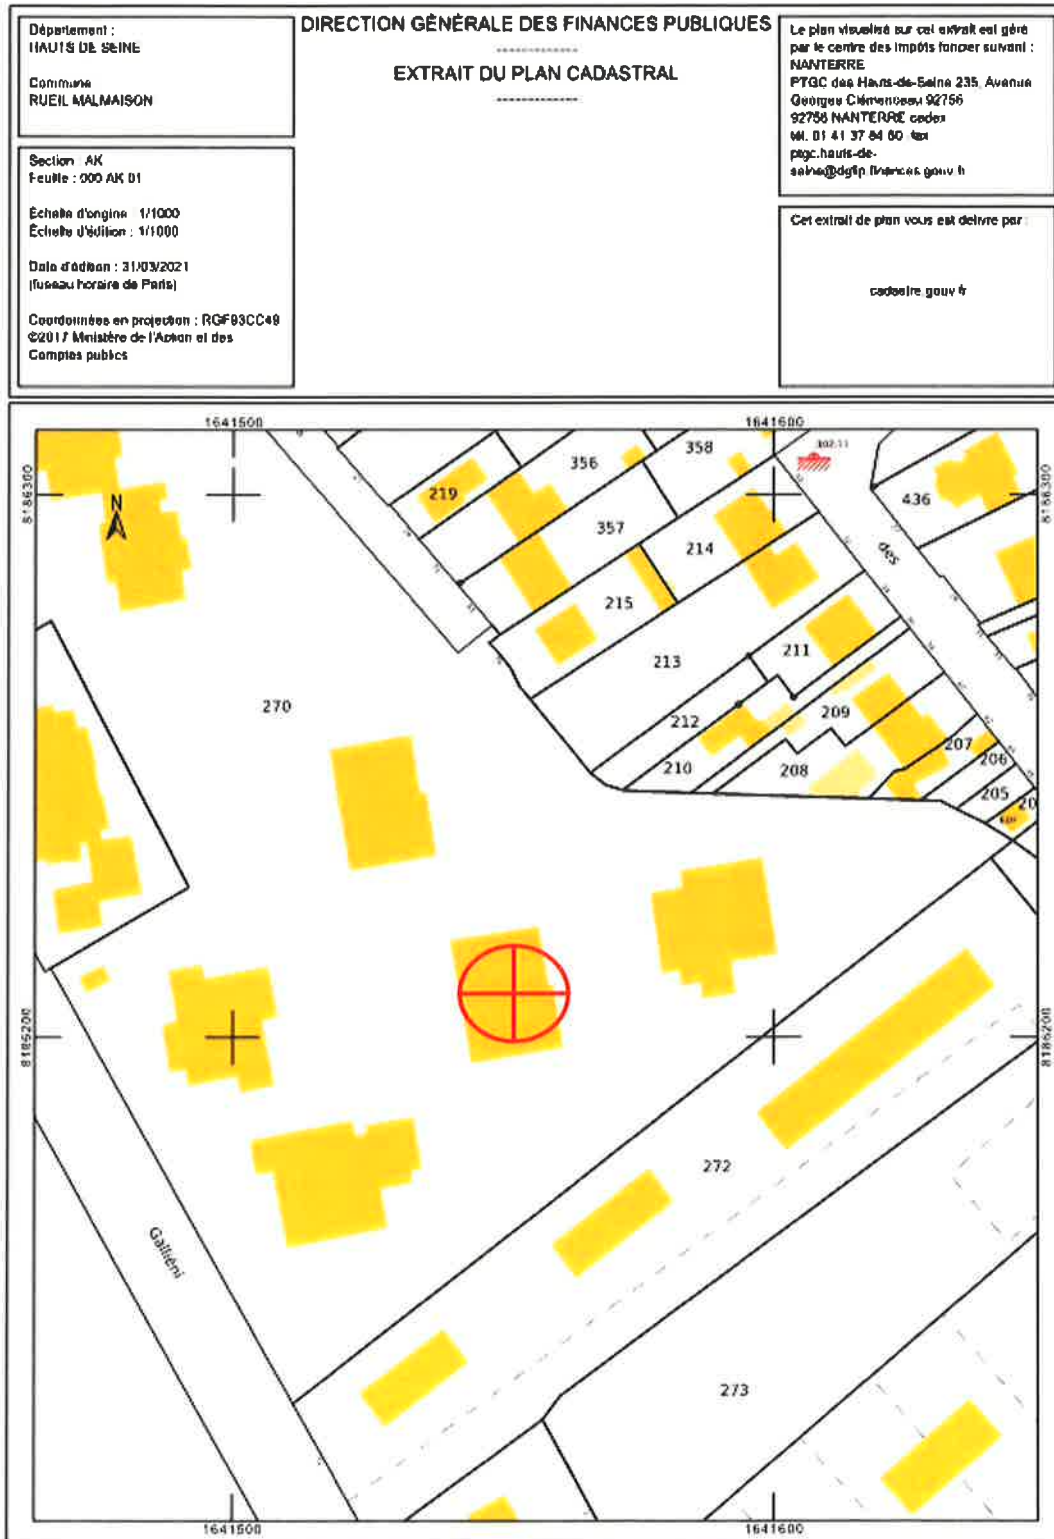 Département :
HAUTS DE SEINE
Commune
RUEIL MALMAISON
Section : AK
Feuille : 000 AK 01
Échelle d'origine : 1/1000
Échelle d'édition : 1/1000
Date d'édition : 31/03/2021
(fuseau horaire de Paris)
Coordonnées en projection : RGF93CC49
©2017 Ministère de l'Action et des
Comptes publics
DIRECTION GÉNÉRALE DES FINANCES PUBLIQUES
-------------
EXTRAIT DU PLAN CADASTRAL
-------------
Le plan visualisé sur cet extrait est géré
par le centre des impôts foncier suivant :
NANTERRE
PTGC des Hauts-de-Seine 235, Avenue
Georges Clémenceau 92756
92756 NANTERRE cedex
tél. 01 41 37 84 60 -fax
ptgc.hauts-de-
seine@dgfip.finances.gouv.fr
Cet extrait de plan vous est délivré par :
cadastre.gouv.fr
1641500
1641600
8186300
8186300
N
302.11
356
358
219
436
357
214
des
215
211
213
270
212
209
210
208
207
206
205
20
8186200
8186200
272
Galliéni
273
1641500
1641600